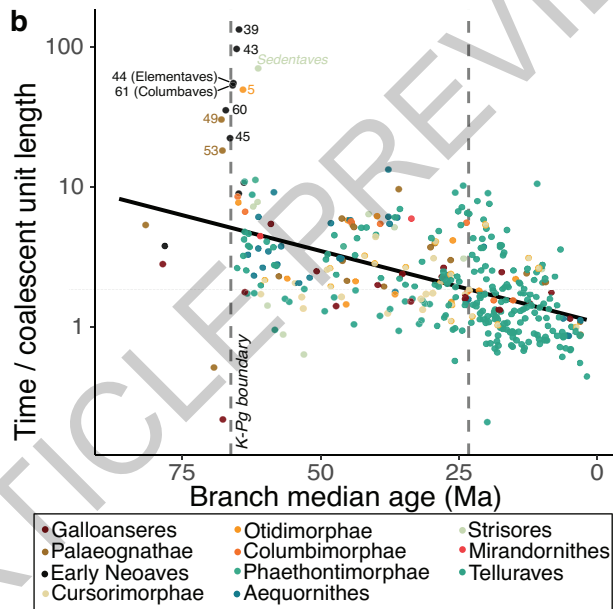 b
Time / coalescent unit length
100
10
1
39
43
Sedentaves
44 (Elementaves)
61 (Columbaves)
5
60
49
45
53
K-Pg boundary
75
50
25
0
Branch median age (Ma)
Galloanseres
Palaeognathae
Early Neoaves
Cursorimorphae
Otidimorphae
Columbimorphae
Phaethontimorphae
Aequornithes
Strisores
Mirandornithes
Telluraves
TICLE PREV